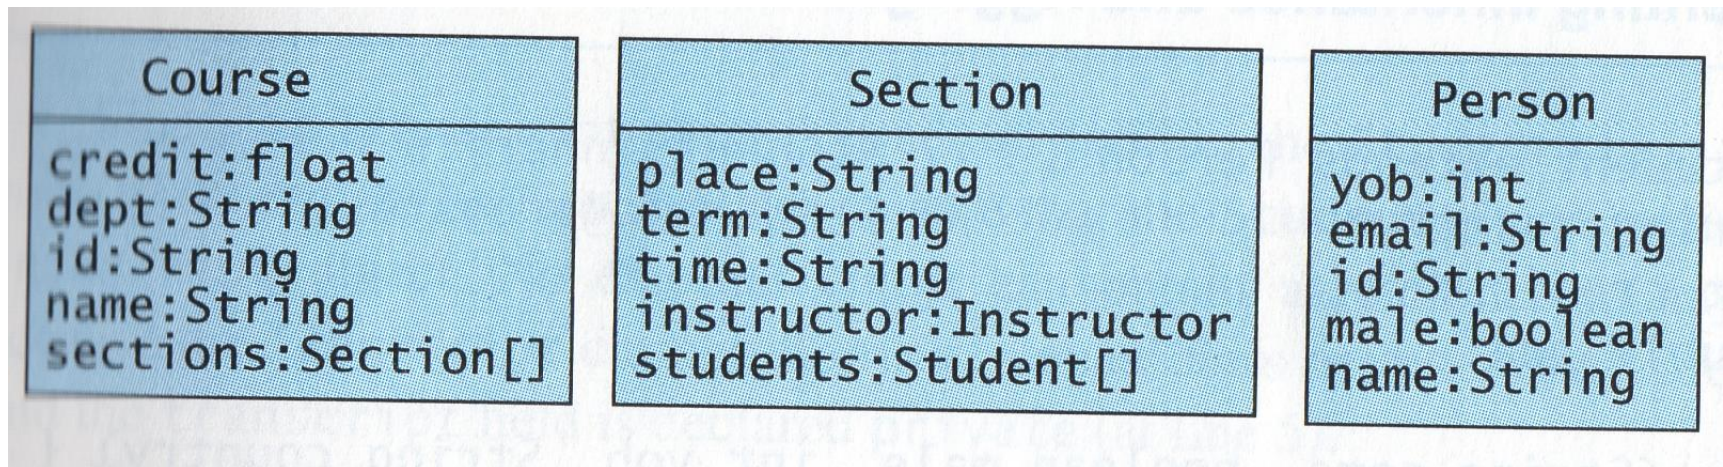 Course
credit:float
dept:String
id:String
name:String
sections:Section[]
Section
place:String
term:String
time:String
instructor:Instructor
students:Student[]
Person
yob:int
email:String
id:String
male:boolean
name:String